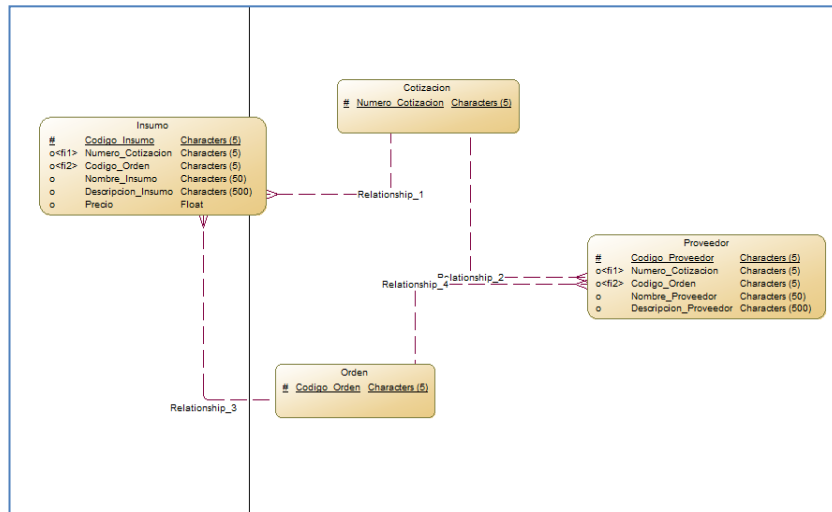 Cotizacion
# Numero_Cotizacion Characters (5)
Insumo
# Codigo_Insumo Characters (5)
o<fi1> Numero_Cotizacion Characters (5)
o<fi2> Codigo_Orden Characters (5)
o Nombre_Insumo Characters (50)
o Descripcion_Insumo Characters (500)
o Precio Float
Relationship_1
Proveedor
# Codigo_Proveedor Characters (5)
o<fi1> Numero_Cotizacion Characters (5)
o<fi2> Codigo_Orden Characters (5)
o Nombre_Proveedor Characters (50)
o Descripcion_Proveedor Characters (500)
Relationship_2
Relationship_4
Orden
# Codigo_Orden Characters (5)
Relationship_3